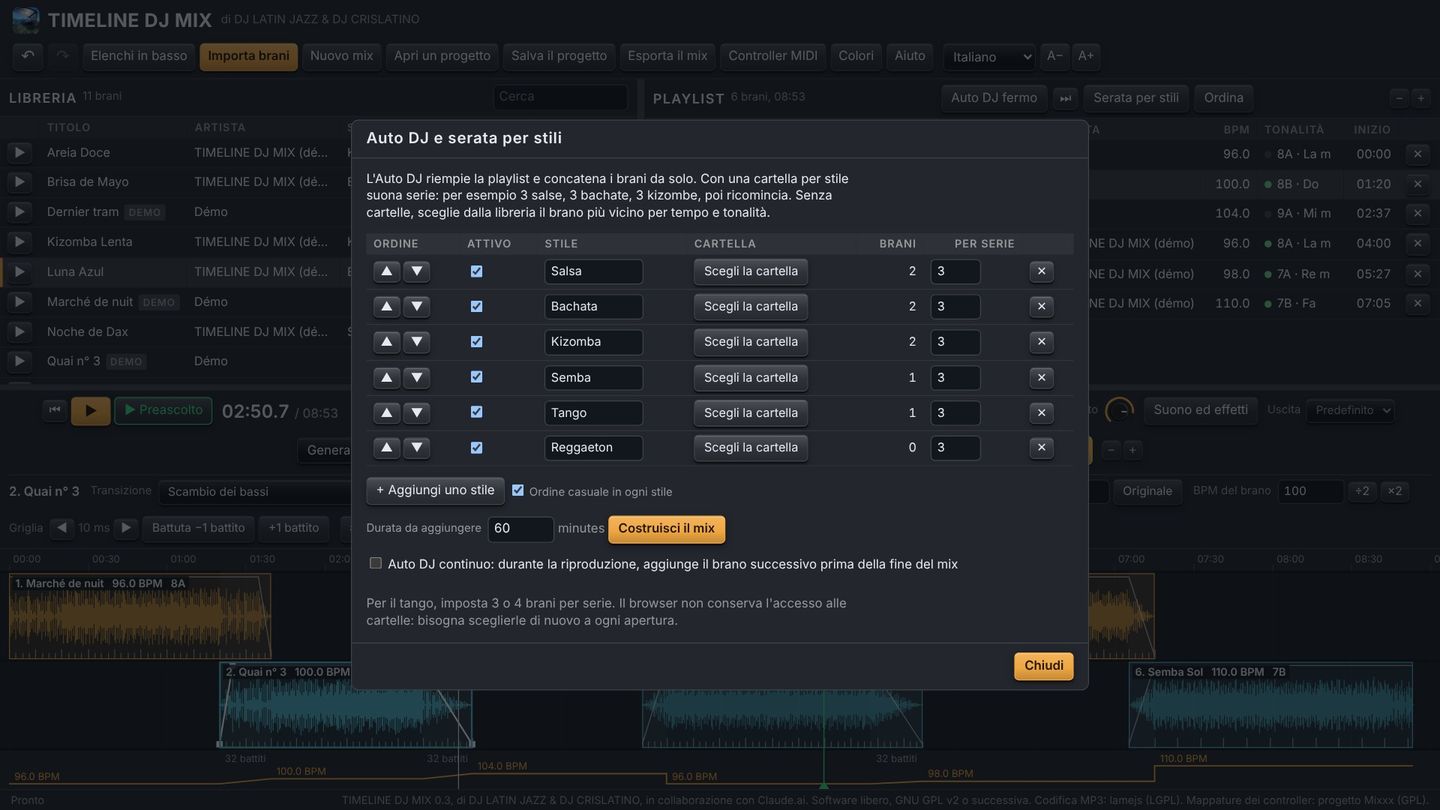 TIMELINE DJ MIX di DJ LATIN JAZZ & DJ CRISLATINO
Elenchi in basso Importa brani Nuovo mix Apri un progetto Salva il progetto Esporta il mix Controller MIDI Colori Aiuto Italiano A− A+
LIBRERIA 11 brani Cerca PLAYLIST 6 brani, 08:53 Auto DJ fermo Serata per stili Ordina − +
TITOLO ARTISTA BPM TONALITÀ INIZIO
Areia Doce TIMELINE DJ MIX (dé... 96.0 8A · La m 00:00 ✕
Brisa de Mayo TIMELINE DJ MIX (dé... 100.0 8B · Do 01:20 ✕
Dernier tram DEMO Démo 104.0 9A · Mi m 02:37 ✕
Kizomba Lenta TIMELINE DJ MIX (dé... NE DJ MIX (démo) 96.0 8A · La m 04:00 ✕
Luna Azul TIMELINE DJ MIX (dé... NE DJ MIX (démo) 98.0 7A · Re m 05:27 ✕
Marché de nuit DEMO Démo NE DJ MIX (démo) 110.0 7B · Fa 07:05 ✕
Noche de Dax TIMELINE DJ MIX (dé...
Quai n° 3 DEMO Démo
Auto DJ e serata per stili
L'Auto DJ riempie la playlist e concatena i brani da solo. Con una cartella per stile
suona serie: per esempio 3 salse, 3 bachate, 3 kizombe, poi ricomincia. Senza
cartelle, sceglie dalla libreria il brano più vicino per tempo e tonalità.
ORDINE ATTIVO STILE CARTELLA BRANI PER SERIE
▲ ▼ Salsa Scegli la cartella 2 3 ✕
▲ ▼ Bachata Scegli la cartella 2 3 ✕
▲ ▼ Kizomba Scegli la cartella 2 3 ✕
▲ ▼ Semba Scegli la cartella 1 3 ✕
▲ ▼ Tango Scegli la cartella 1 3 ✕
▲ ▼ Reggaeton Scegli la cartella 0 3 ✕
+ Aggiungi uno stile Ordine casuale in ogni stile
Durata da aggiungere 60 minutes Costruisci il mix
Auto DJ continuo: durante la riproduzione, aggiunge il brano successivo prima della fine del mix
Per il tango, imposta 3 o 4 brani per serie. Il browser non conserva l'accesso alle
cartelle: bisogna sceglierle di nuovo a ogni apertura.
Chiudi
Preascolto 02:50.7 / 08:53 Suono ed effetti Uscita Predefinito
Genera − +
2. Quai n° 3 Transizione Scambio dei bassi Originale BPM del brano 100 ÷2 ×2
Griglia ◀ 10 ms ▶ Battuta −1 battito +1 battito
00:00 00:30 01:00 01:30 02:0 07:00 07:30 08:00 08:30
1. Marché de nuit 96.0 BPM 8A
2. Quai n° 3 100.0 BPM 6. Semba Sol 110.0 BPM 7B
32 battiti 32 battiti 32 battiti
96.0 BPM 100.0 BPM 104.0 BPM 96.0 BPM 98.0 BPM 110.0 BPM
Pronto TIMELINE DJ MIX 0.3, di DJ LATIN JAZZ & DJ CRISLATINO, in collaborazione con Claude.ai. Software libero, GNU GPL v2 o successiva. Codifica MP3: lamejs (LGPL). Mappature dei controller: progetto Mixxx (GPL).